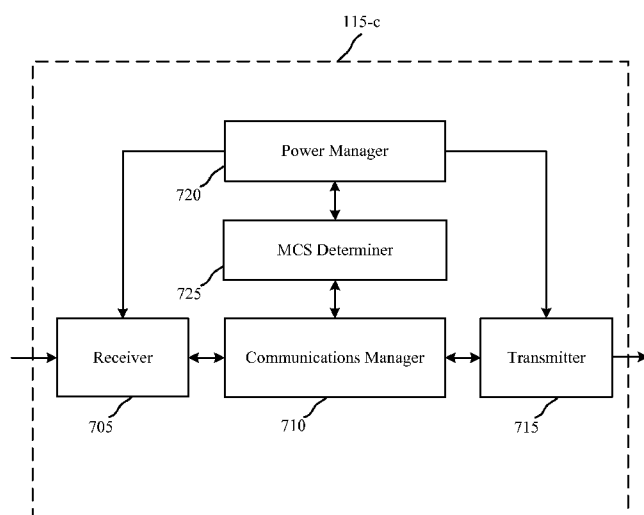 115-c
Power Manager
720
MCS Determiner
725
Receiver
Communications Manager
Transmitter
705
710
715